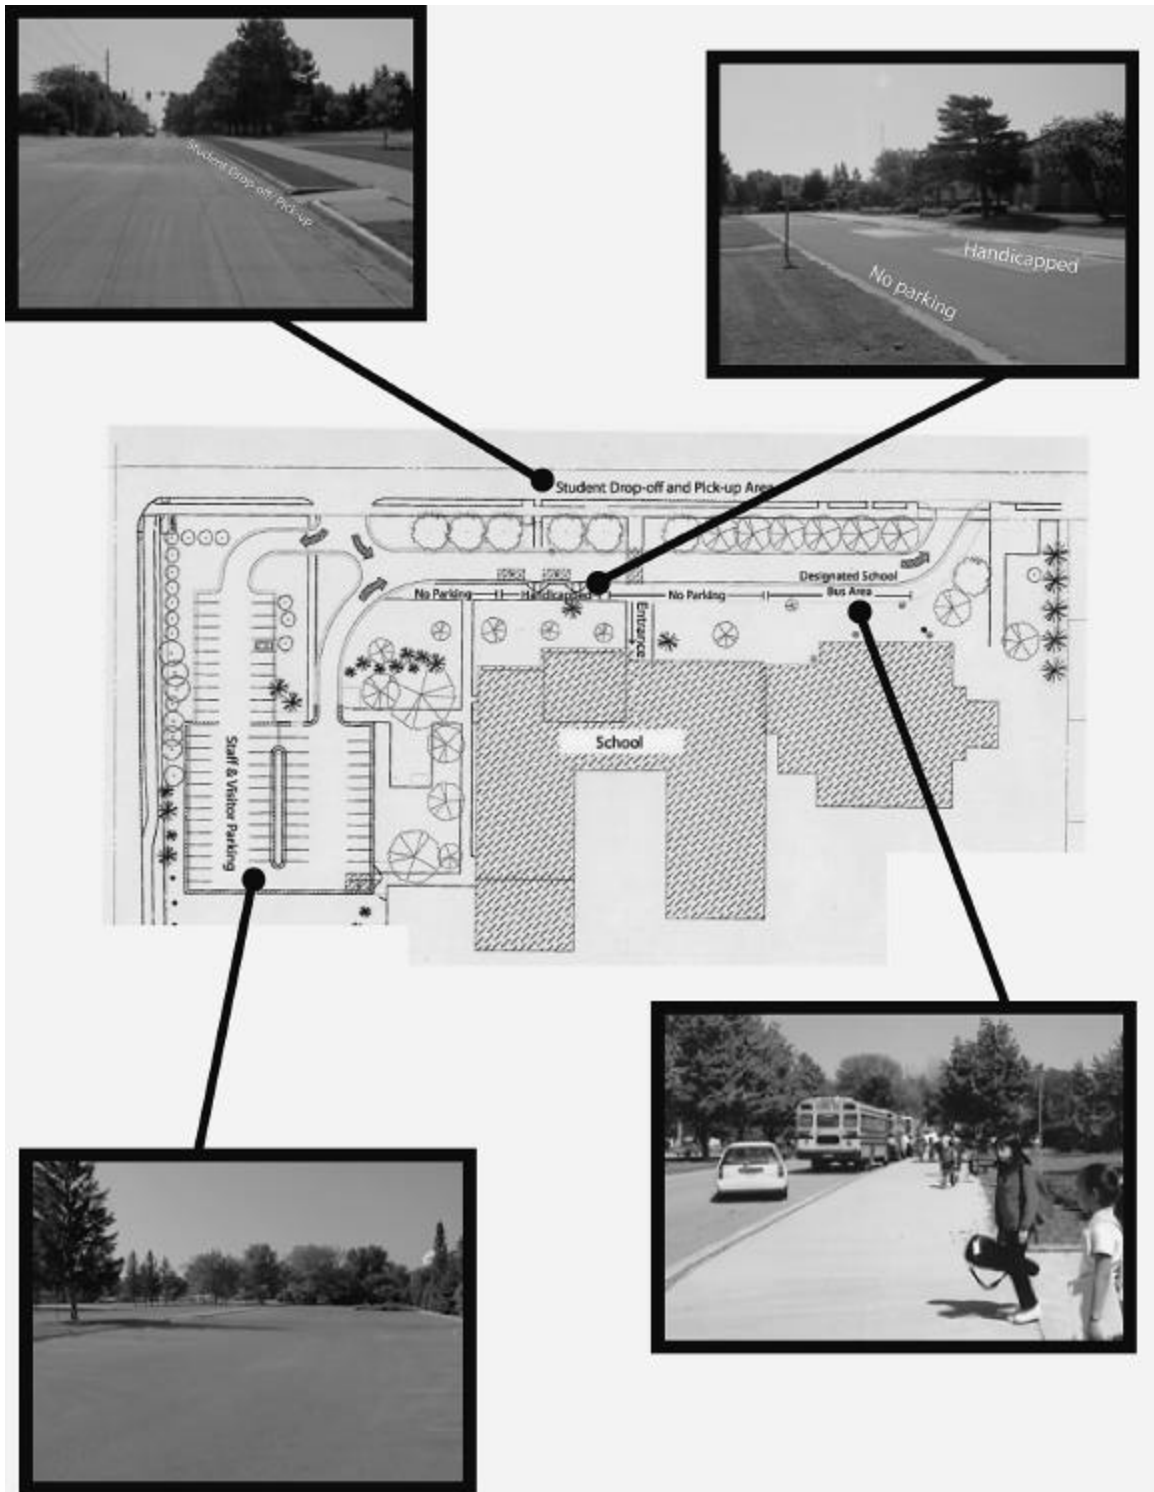 Student Drop-off/Pick-up
Handicapped
No parking
Student Drop-off and Pick-up Area
Designated School
Bus Area
No Parking
Handicapped
No Parking
Entrance
School
Staff & Visitor Parking